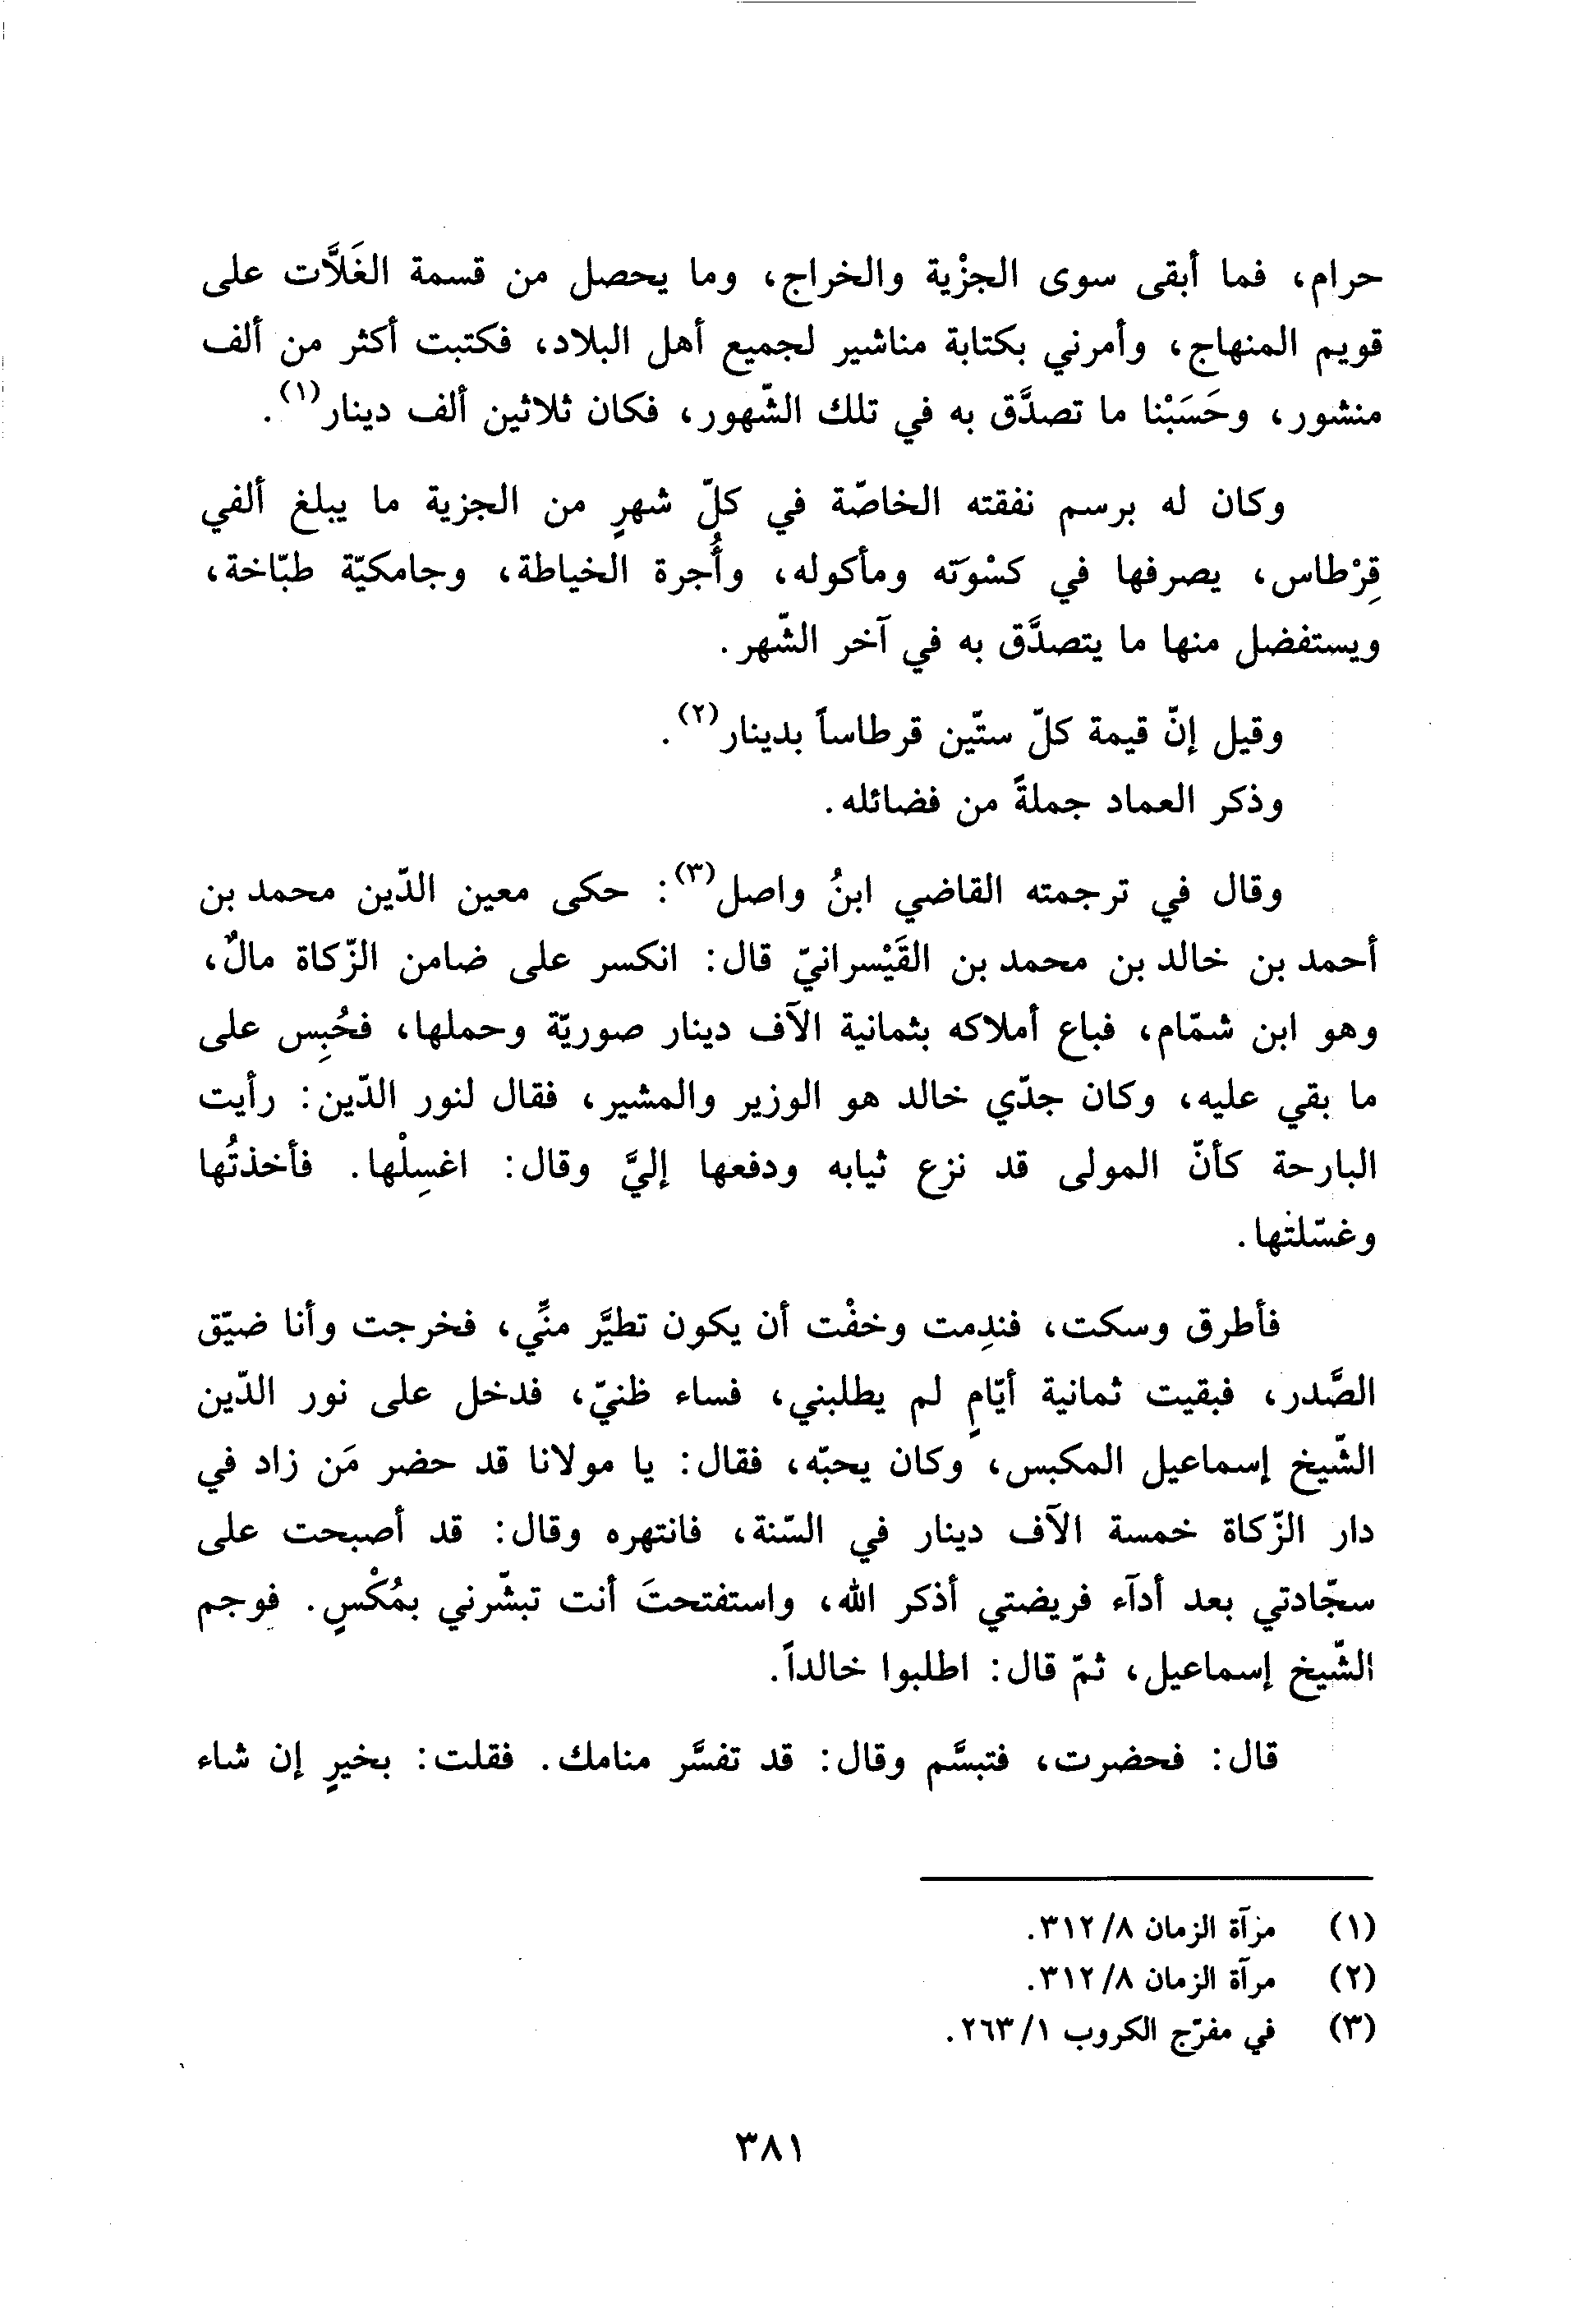 حرام، فما أبقى سوى الجزْية والخراج، وما يحصل من قسمة الغَلاَّت على
قويم المنهاج، وأمرني بكتابة مناشير لجميع أهل البلاد، فكتبت أكثر من ألف
منشور، وحَسَبْنا ما تصدَّق به في تلك الشّهور، فكان ثلاثين ألف دينار(١).
وكان له برسم نفقته الخاصّة في كلّ شهرٍ من الجزية ما يبلغ ألفي
قِرْطاس، يصرفها في كسْوَته ومأكوله، وأُجرة الخياطة، وجامكيّة طبّاخة،
ويستفضل منها ما يتصدَّق به في آخر الشّهر.
وقيل إنّ قيمة كلّ ستّين قرطاساً بدينار(٢).
وذكر العماد جملةً من فضائله.
وقال في ترجمته القاضي ابنُ واصل(٣): حكى معين الدّين محمد بن
أحمد بن خالد بن محمد بن القَيْسرانيّ قال: انكسر على ضامن الزّكاة مالٌ،
وهو ابن شمّام، فباع أملاكه بثمانية الآف دينار صوريّة وحملها، فحُبِس على
ما بقي عليه، وكان جدّي خالد هو الوزير والمشير، فقال لنور الدّين: رأيت
البارحة كأنّ المولى قد نزع ثيابه ودفعها إليَّ وقال: اغسِلْها. فأخذتُها
وغسّلتها.
فأطرق وسكت، فندِمت وخفْت أن يكون تطيَّر منِّي، فخرجت وأنا ضيّق
الصَّدر، فبقيت ثمانية أيّامٍ لم يطلبني، فساء ظنيّ، فدخل على نور الدّين
الشّيخ إسماعيل المكبس، وكان يحبّه، فقال: يا مولانا قد حضر مَن زاد في
دار الزّكاة خمسة الآف دينار في السّنة، فانتهره وقال: قد أصبحت على
سجّادتي بعد أدآء فريضتي أذكر الله، واستفتحتَ أنت تبشّرني بمُكْسٍ. فوجم
الشّيخ إسماعيل، ثمّ قال: اطلبوا خالداً.
قال: فحضرت، فتبسَّم وقال: قد تفسَّر منامك. فقلت: بخيرٍ إن شاء
(١) مرآة الزمان ٨/ ٣١٢.
(٢) مرآة الزمان ٨/ ٣١٢.
(٣) في مفرّج الكروب ١/ ٢٦٣.
٣٨١